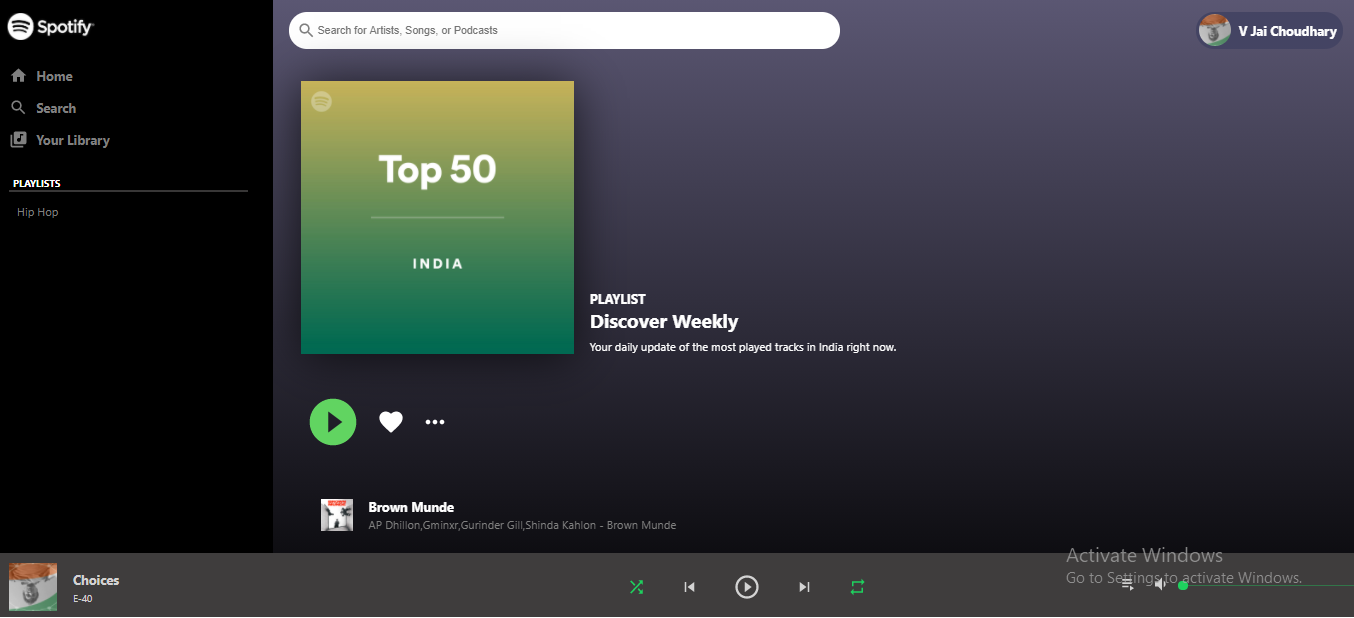 Spotify
Search for Artists, Songs, or Podcasts
V Jai Choudhary
Home
Search
Your Library
PLAYLISTS
Hip Hop
Top 50
INDIA
PLAYLIST
Discover Weekly
Your daily update of the most played tracks in India right now.
Brown Munde
AP Dhillon,Gminxr,Gurinder Gill,Shinda Kahlon - Brown Munde
Choices
E-40
Activate Windows
Go to Settings to activate Windows.